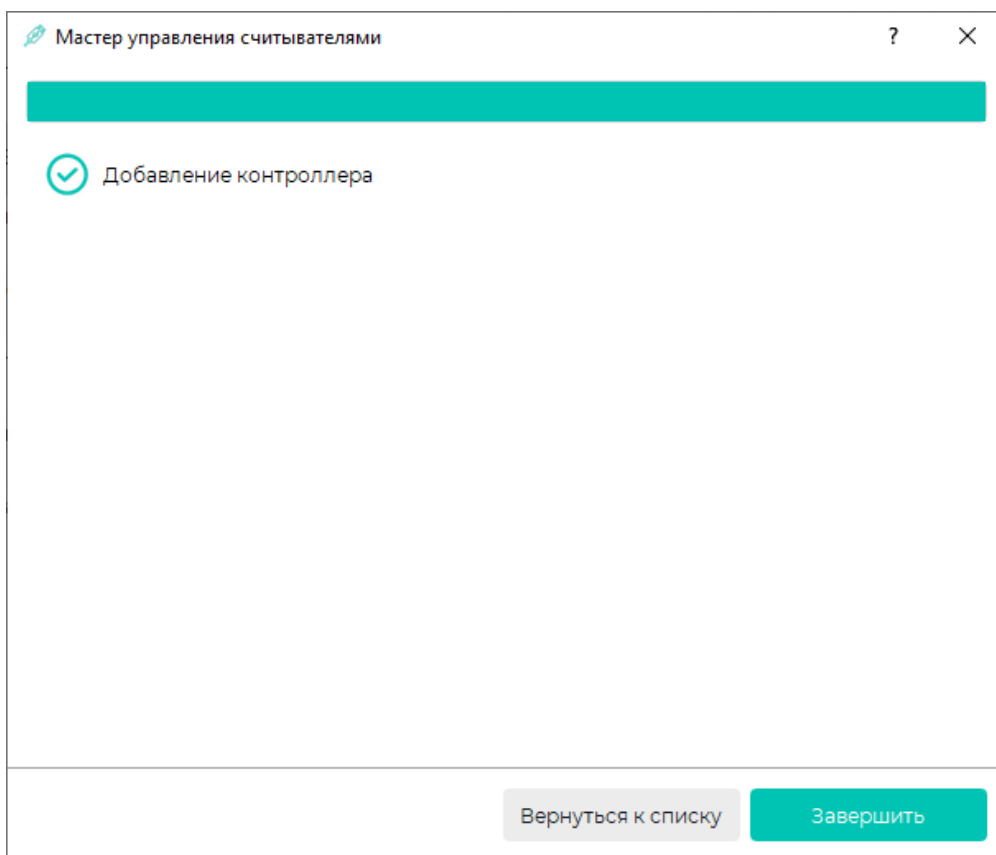 Мастер управления считывателями
?
Добавление контроллера
Вернуться к списку
Завершить